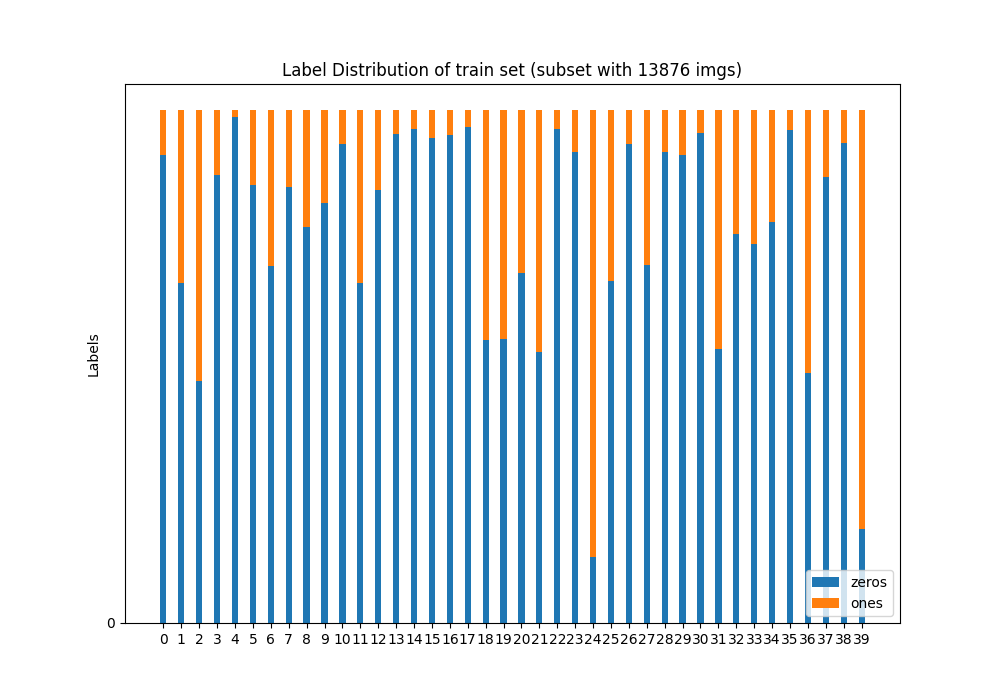 Label Distribution of train set (subset with 13876 imgs)
Labels
0
zeros
ones
0 1 2 3 4 5 6 7 8 9 10 11 12 13 14 15 16 17 18 19 20 21 22 23 24 25 26 27 28 29 30 31 32 33 34 35 36 37 38 39